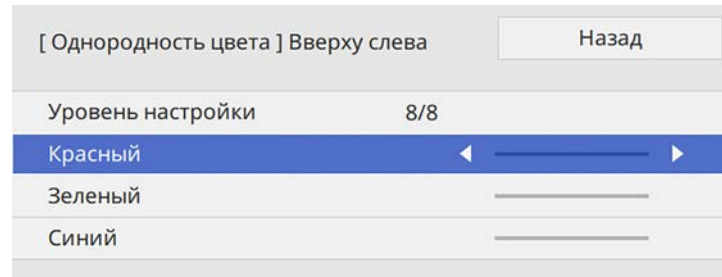 [ Однородность цвета ] Вверху слева
Назад
Уровень настройки 8/8
Красный
Зеленый
Синий